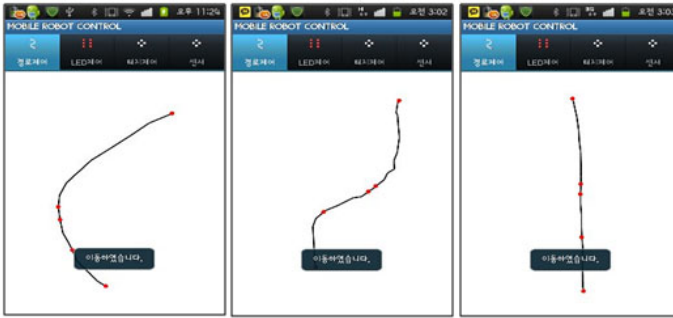 오후 11:24
MOBILE ROBOT CONTROL
경로제어 LED제어 터치제어 센서
이동하였습니다.
오전 3:02
MOBILE ROBOT CONTROL
경로제어 LED제어 터치제어 센서
이동하였습니다.
오전 3:03
MOBILE ROBOT CONTROL
경로제어 LED제어 터치제어 센서
이동하였습니다.